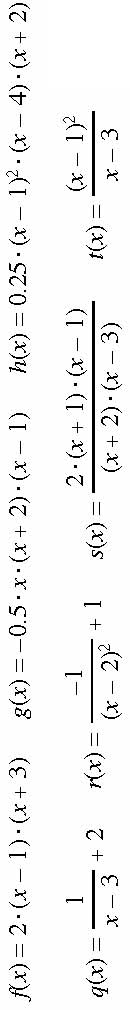 f(x) = 2 · (x − 1) · (x + 3) g(x) = −0.5 · x · (x + 2) · (x − 1) h(x) = 0.25 · (x − 1)² · (x − 4) · (x + 2)
q(x) = 1/(x − 3) + 2 r(x) = −1/(x − 2)² + 1 s(x) = 2 · (x + 1) · (x − 1)/((x + 2) · (x − 3)) t(x) = (x − 1)²/(x − 3)